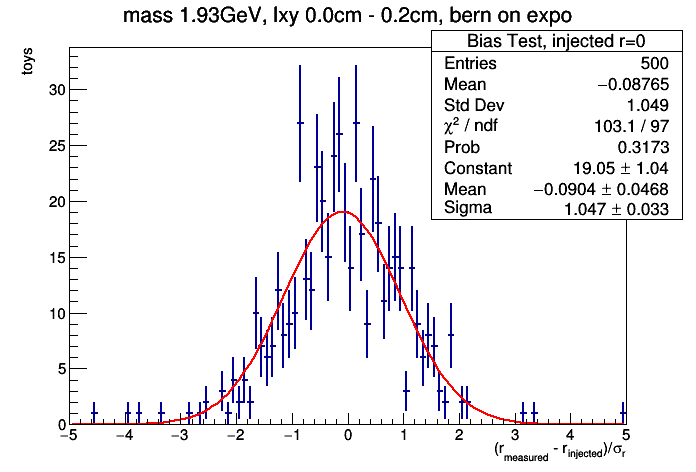 mass 1.93GeV, lxy 0.0cm - 0.2cm, bern on expo
Bias Test, injected r=0
Entries 500
Mean −0.08765
Std Dev 1.049
χ² / ndf 103.1 / 97
Prob 0.3173
Constant 19.05 ± 1.04
Mean −0.0904 ± 0.0468
Sigma 1.047 ± 0.033
toys
30
25
20
15
10
5
0
−5 −4 −3 −2 −1 0 1 2 3 4 5
(r_measured - r_injected)/σ_r